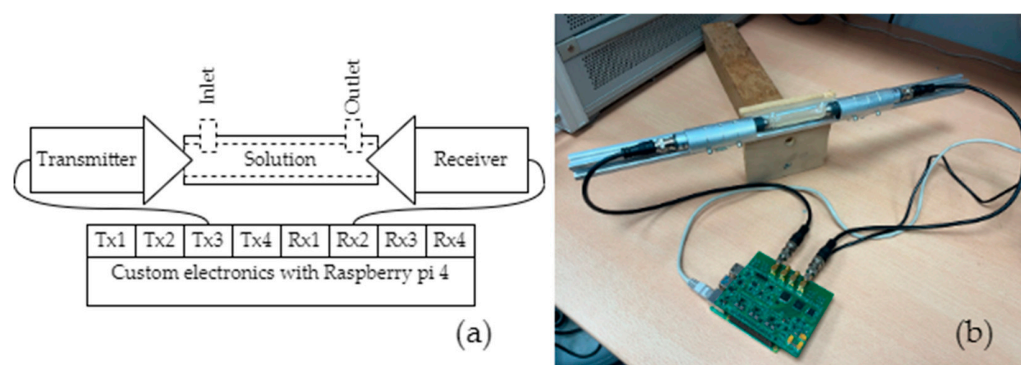 Inlet
Outlet
Transmitter
Solution
Receiver
Tx1 Tx2 Tx3 Tx4 Rx1 Rx2 Rx3 Rx4
Custom electronics with Raspberry pi 4
(a)
(b)